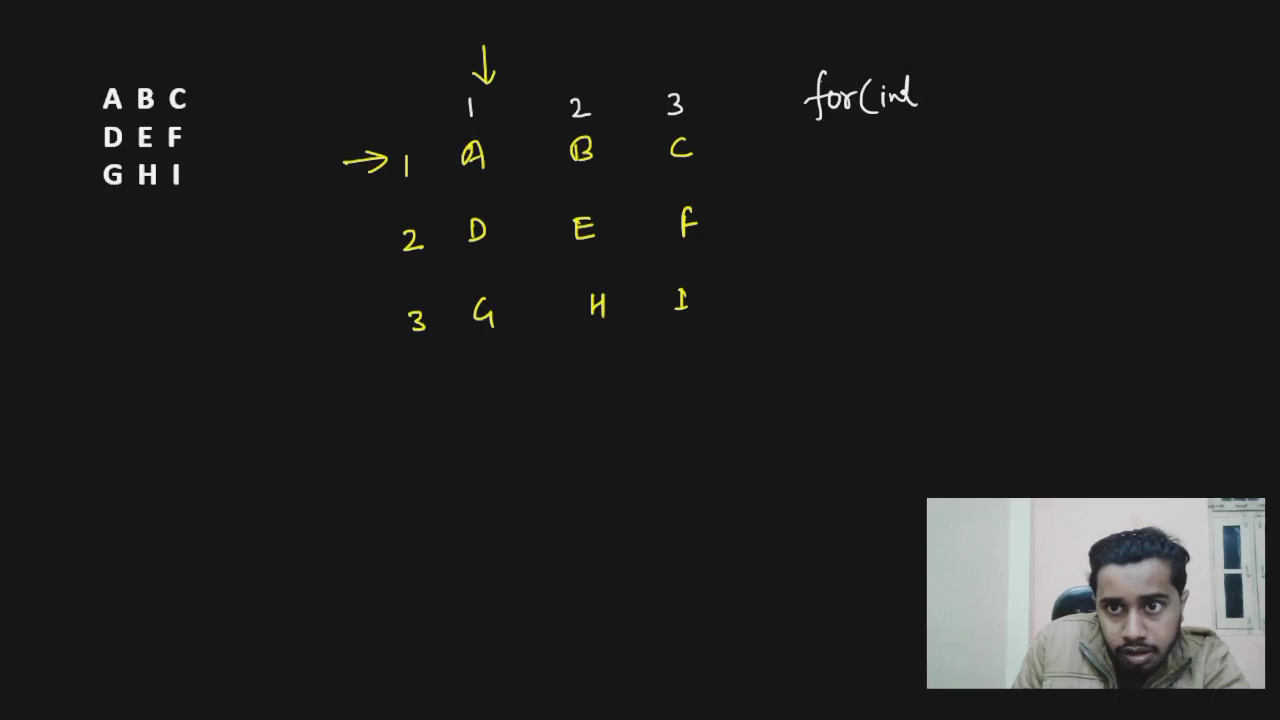 A B C
D E F
G H I
1 2 3
1 A B C
2 D E F
3 G H I
for(int